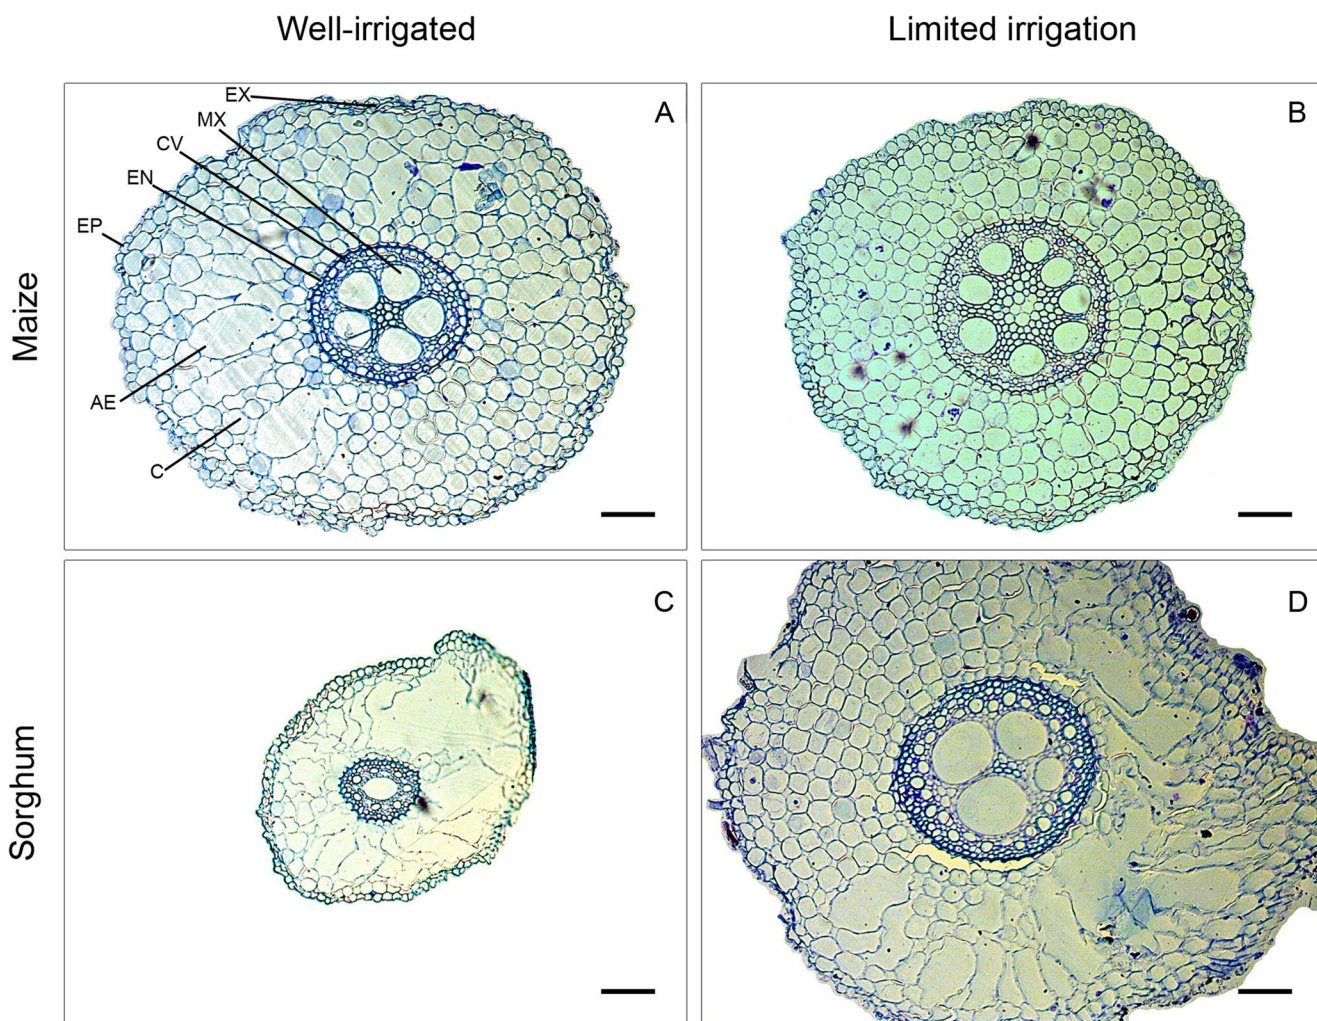 Well-irrigated
Limited irrigation
Maize
A
EX
MX
CV
EN
EP
AE
C
B
Sorghum
C
D